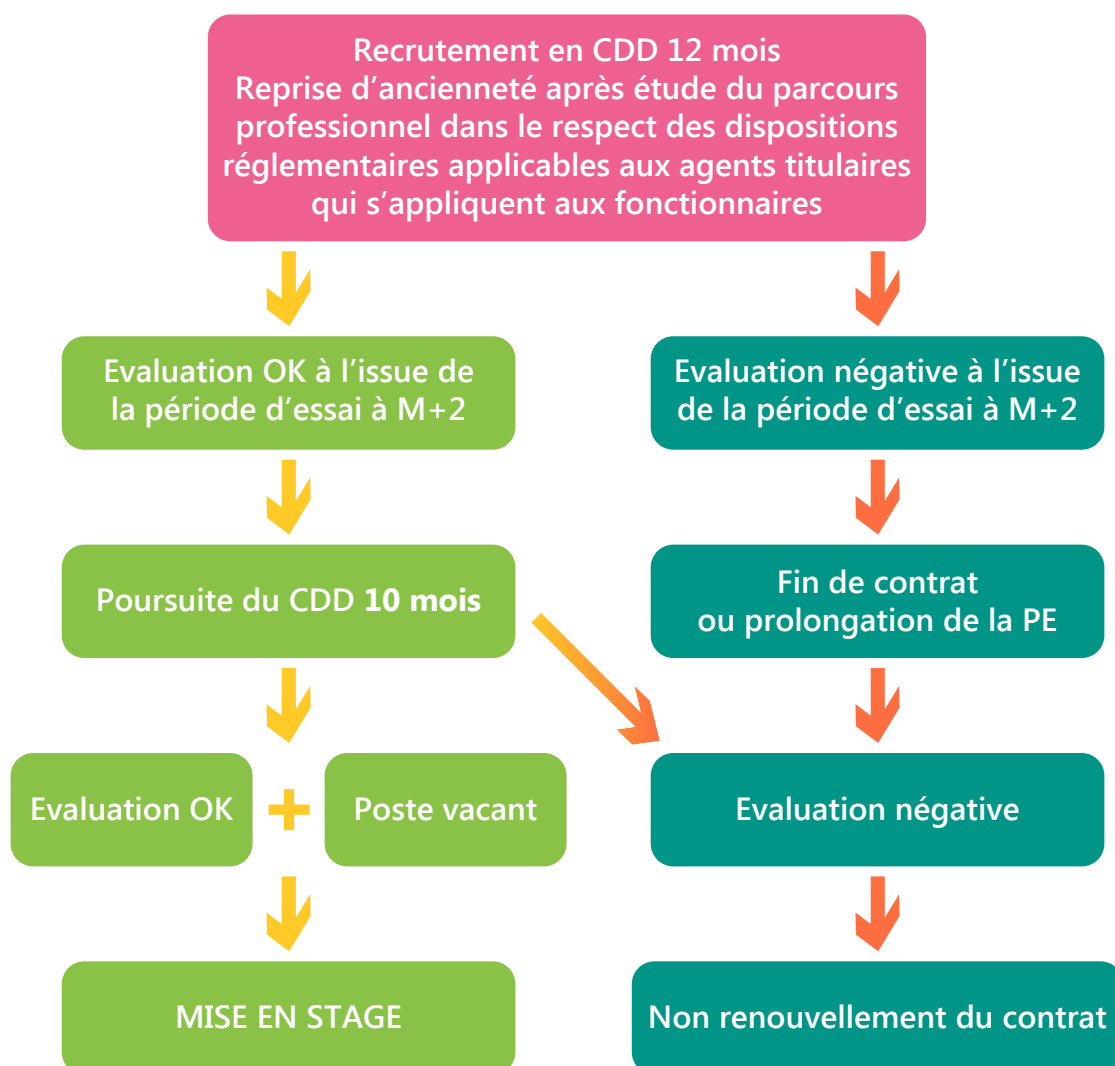 Recrutement en CDD 12 mois
Reprise d’ancienneté après étude du parcours
professionnel dans le respect des dispositions
réglementaires applicables aux agents titulaires
qui s’appliquent aux fonctionnaires
Evaluation OK à l’issue de
la période d’essai à M+2
Evaluation négative à l’issue
de la période d’essai à M+2
Poursuite du CDD 10 mois
Fin de contrat
ou prolongation de la PE
Evaluation OK
+
Poste vacant
Evaluation négative
MISE EN STAGE
Non renouvellement du contrat